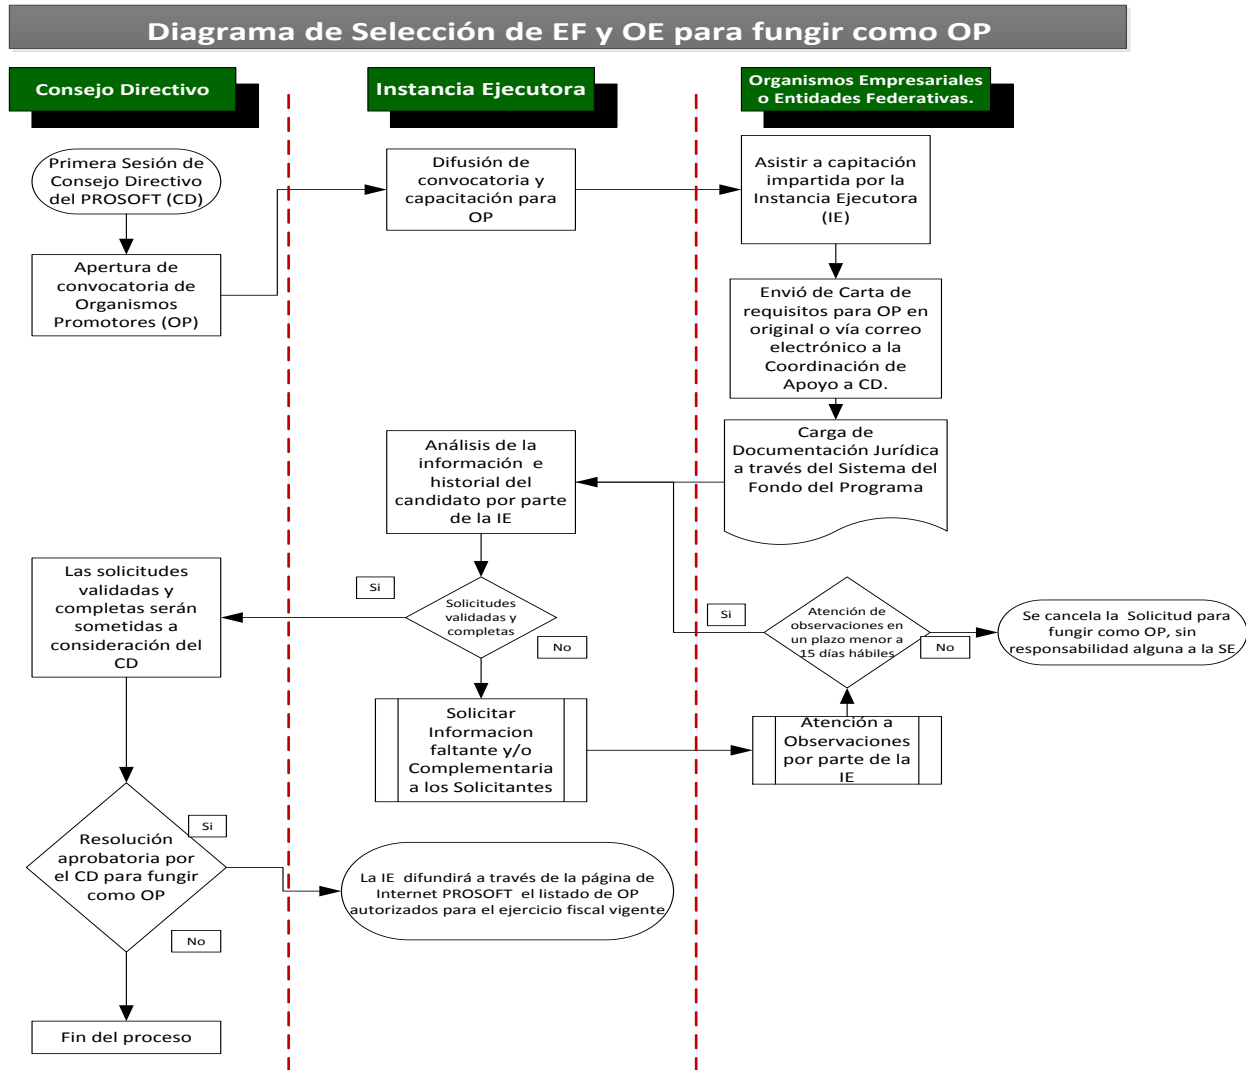 Diagrama de Selección de EF y OE para fungir como OP
Consejo Directivo
Instancia Ejecutora
Organismos Empresariales
o Entidades Federativas.
Primera Sesión de
Consejo Directivo
del PROSOFT (CD)
Difusión de
convocatoria y
capacitación para
OP
Asistir a capitación
impartida por la
Instancia Ejecutora
(IE)
Apertura de
convocatoria de
Organismos
Promotores (OP)
Envió de Carta de
requisitos para OP en
original o vía correo
electrónico a la
Coordinación de
Apoyo a CD.
Carga de
Documentación Jurídica
a través del Sistema del
Fondo del Programa
Análisis de la
información e
historial del
candidato por parte
de la IE
Las solicitudes
validadas y
completas serán
sometidas a
consideración del
CD
Si
Solicitudes
validadas y
completas
No
Si
Atención de
observaciones en
un plazo menor a
15 días hábiles
No
Se cancela la Solicitud para
fungir como OP, sin
responsabilidad alguna a la SE
Solicitar
Informacion
faltante y/o
Complementaria
a los Solicitantes
Atención a
Observaciones
por parte de la
IE
Resolución
aprobatoria por
el CD para fungir
como OP
Si
No
La IE difundirá a través de la página de
Internet PROSOFT el listado de OP
autorizados para el ejercicio fiscal vigente
Fin del proceso